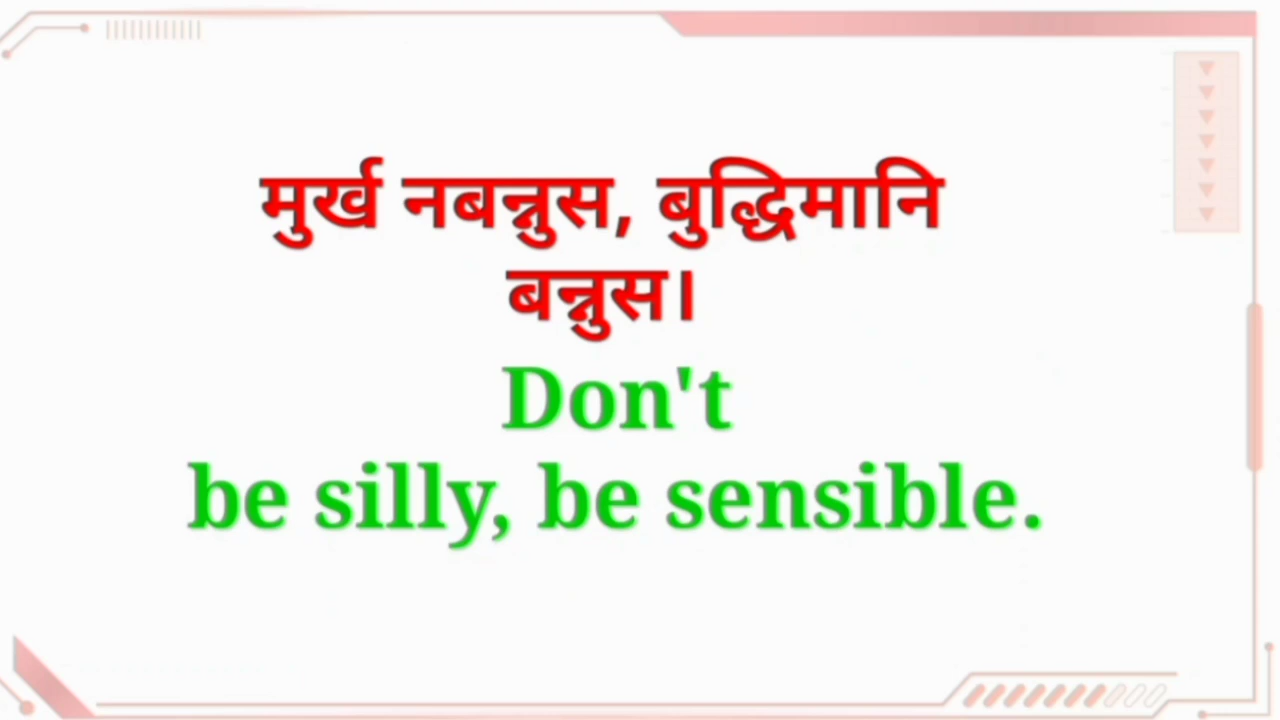 मुर्ख नबन्नुस, बुद्धिमानि
बन्नुस।
Don't
be silly, be sensible.